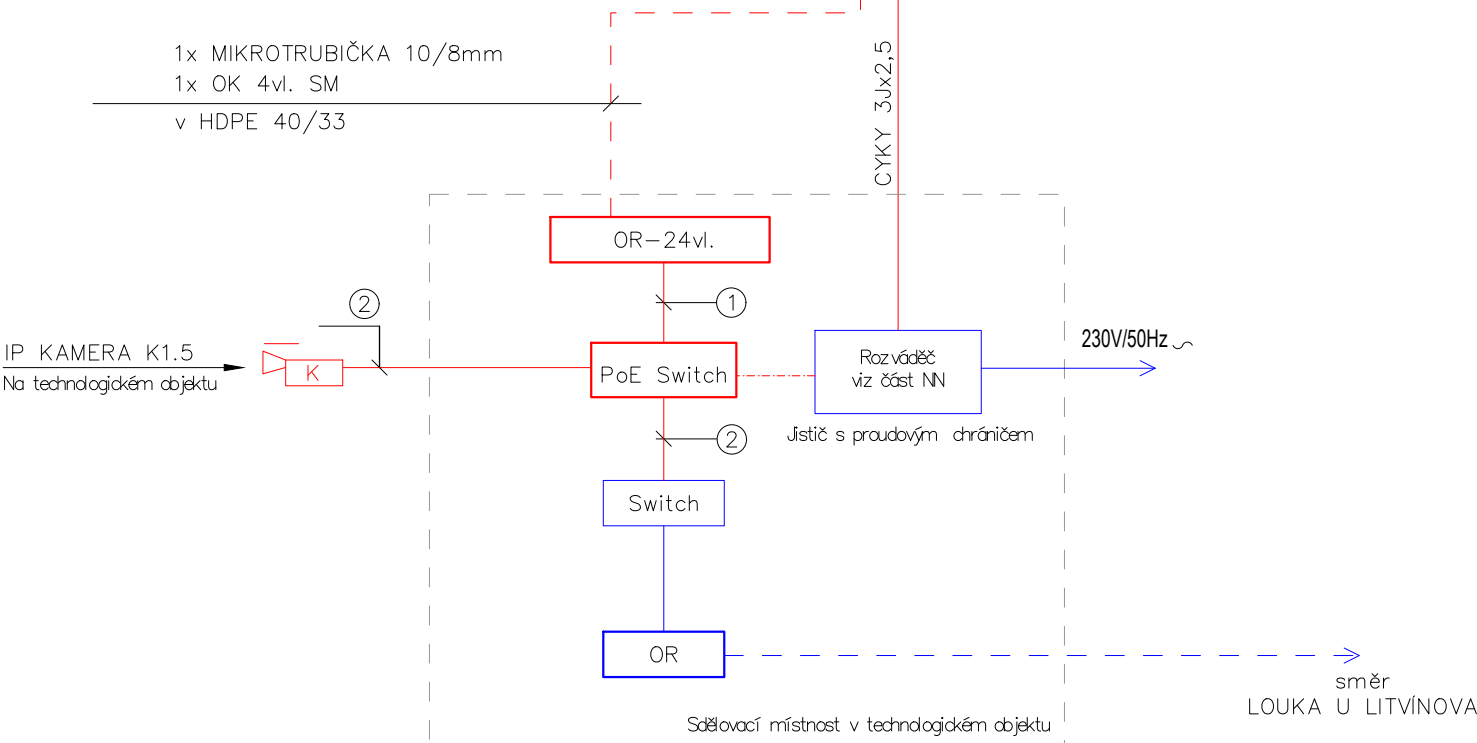 1x MIKROTRUBIČKA 10/8mm
1x OK 4vl. SM
v HDPE 40/33
CYKY 3Jx2,5
OR-24vl.
1
2
IP KAMERA K1.5
Na technologickém objektu
K
PoE Switch
Rozváděč
viz část NN
230V/50Hz
Jistič s proudovým chráničem
2
Switch
OR
směr
LOUKA U LITVÍNOVA
Sdělovací místnost v technologickém objektu